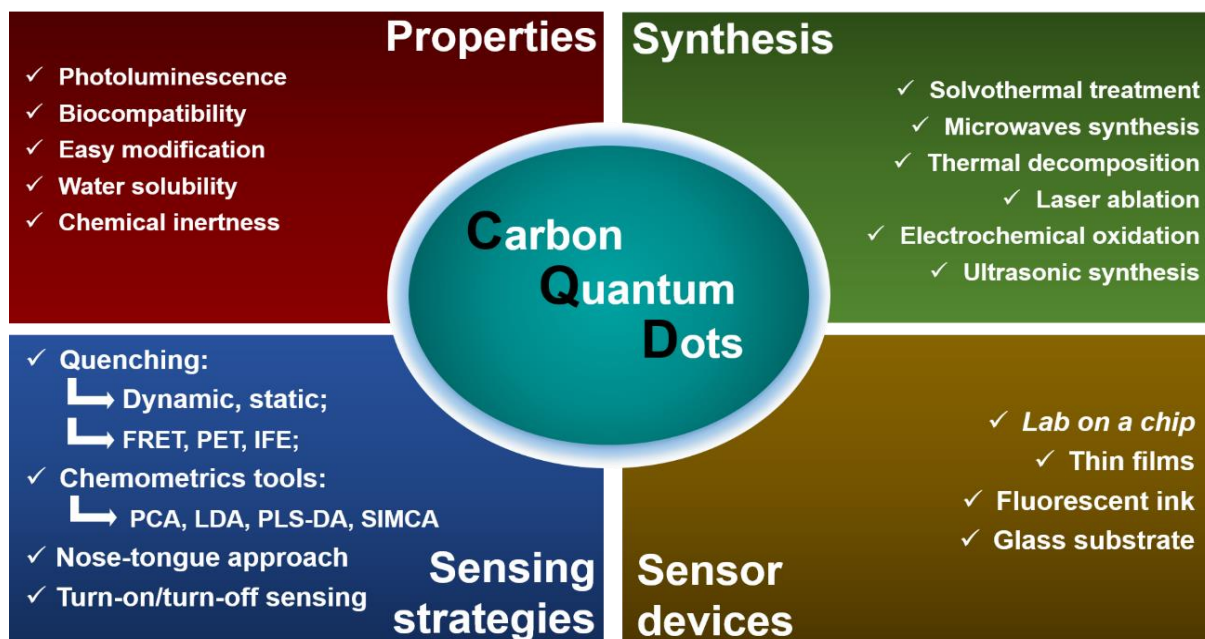 Properties
✓ Photoluminescence
✓ Biocompatibility
✓ Easy modification
✓ Water solubility
✓ Chemical inertness
Synthesis
✓ Solvothermal treatment
✓ Microwaves synthesis
✓ Thermal decomposition
✓ Laser ablation
✓ Electrochemical oxidation
✓ Ultrasonic synthesis
Carbon
Quantum
Dots
✓ Quenching:
Dynamic, static;
FRET, PET, IFE;
✓ Chemometrics tools:
PCA, LDA, PLS-DA, SIMCA
✓ Nose-tongue approach
✓ Turn-on/turn-off sensing
Sensing
strategies
✓ Lab on a chip
✓ Thin films
✓ Fluorescent ink
✓ Glass substrate
Sensor
devices